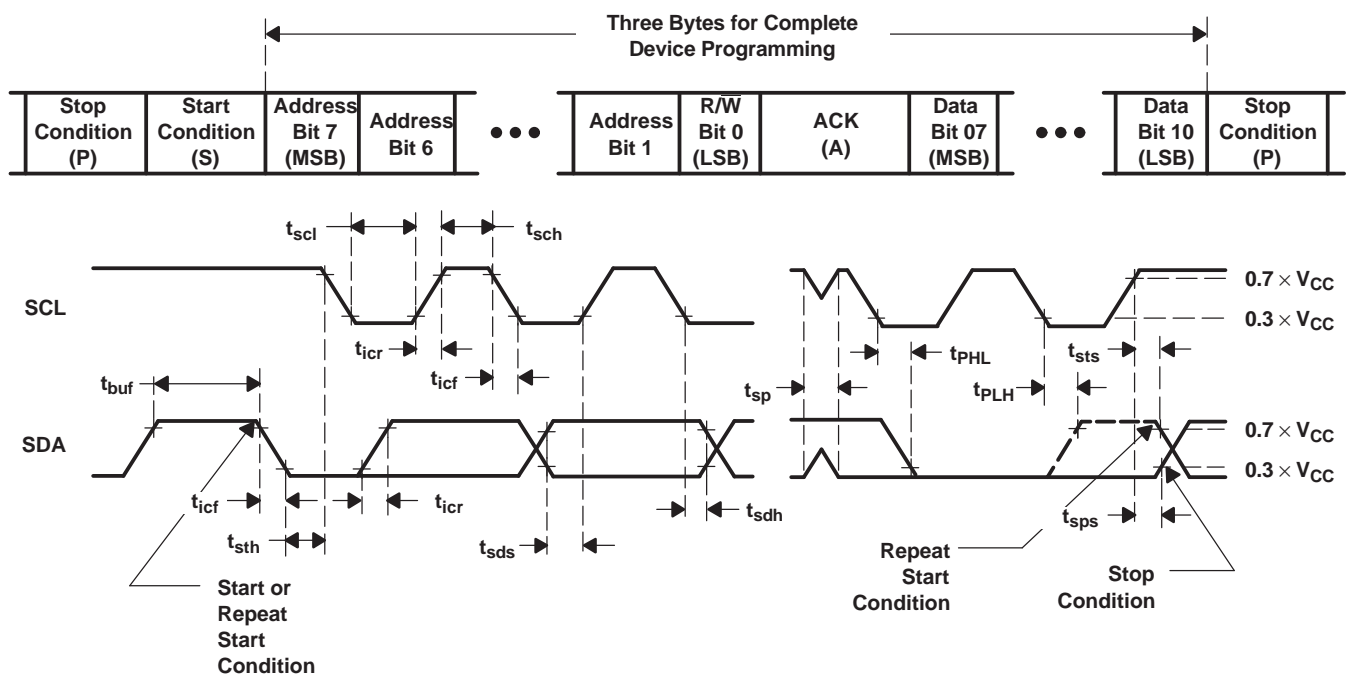 Three Bytes for Complete
Device Programming
Stop
Condition
(P)
Start
Condition
(S)
Address
Bit 7
(MSB)
Address
Bit 6
•••
Address
Bit 1
R/W̅
Bit 0
(LSB)
ACK
(A)
Data
Bit 07
(MSB)
•••
Data
Bit 10
(LSB)
Stop
Condition
(P)
tscl
tsch
SCL
0.7 × VCC
0.3 × VCC
ticr
ticf
tPHL
tsts
tbuf
tsp
tPLH
SDA
0.7 × VCC
0.3 × VCC
ticf
ticr
tsth
tsds
tsdh
tsps
Start or
Repeat
Start
Condition
Repeat
Start
Condition
Stop
Condition